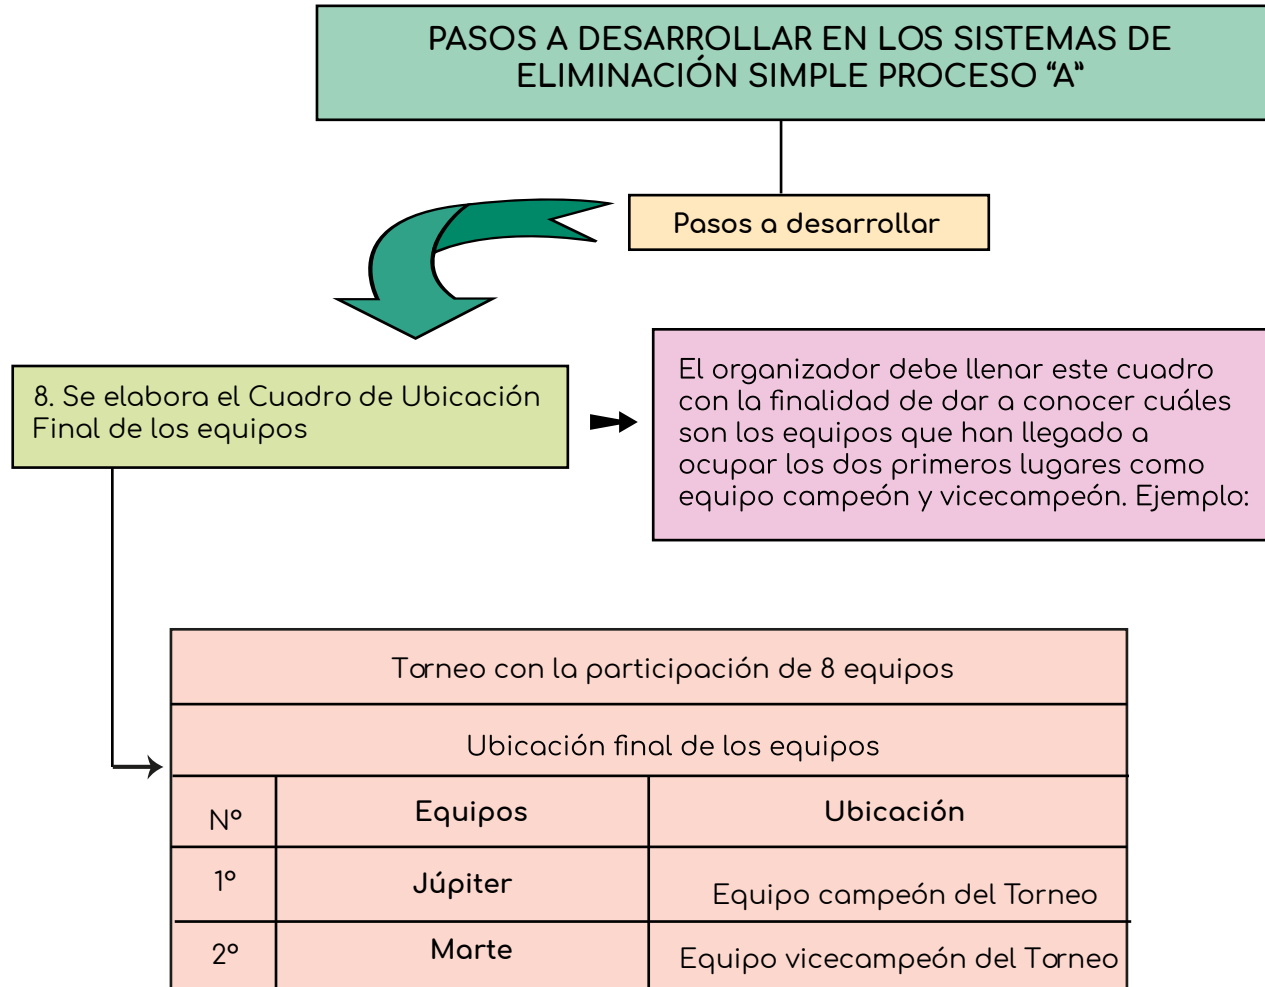 PASOS A DESARROLLAR EN LOS SISTEMAS DE
ELIMINACIÓN SIMPLE PROCESO “A”
Pasos a desarrollar
8. Se elabora el Cuadro de Ubicación
Final de los equipos
El organizador debe llenar este cuadro
con la finalidad de dar a conocer cuáles
son los equipos que han llegado a
ocupar los dos primeros lugares como
equipo campeón y vicecampeón. Ejemplo:
Torneo con la participación de 8 equipos
Ubicación final de los equipos
Nº Equipos Ubicación
1º Júpiter Equipo campeón del Torneo
2º Marte Equipo vicecampeón del Torneo